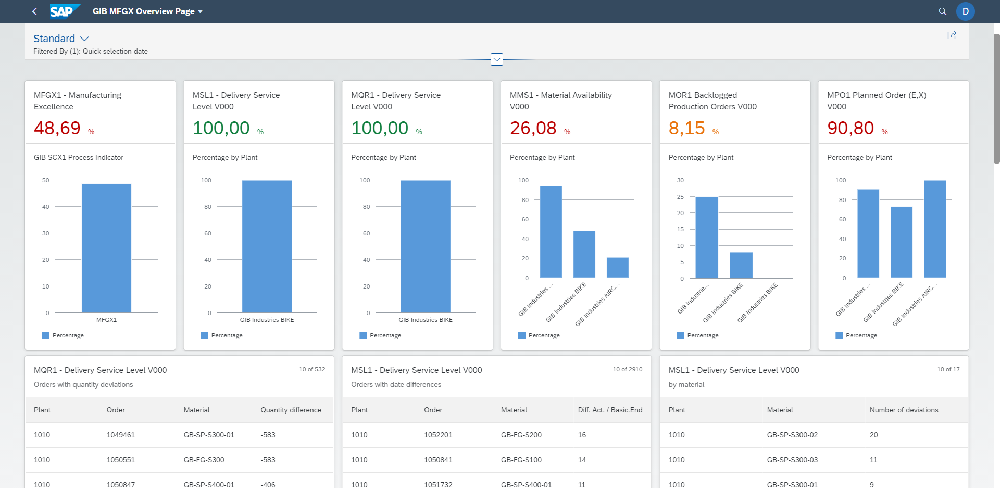 SAP GIB MFGX Overview Page D
Standard
Filtered By (1): Quick selection date
MFGX1 - Manufacturing
Excellence
48,69 %
GIB SCX1 Process Indicator
50
40
30
20
10
0
MFGX1
Percentage
MSL1 - Delivery Service
Level V000
100,00 %
Percentage by Plant
100
80
60
40
20
0
GIB Industries BIKE
Percentage
MQR1 - Delivery Service
Level V000
100,00 %
Percentage by Plant
100
80
60
40
20
0
GIB Industries BIKE
Percentage
MMS1 - Material Availability
V000
26,08 %
Percentage by Plant
100
80
60
40
20
0
GIB Industries ...
GIB Industries BIKE
GIB Industries AIRC...
Percentage
MOR1 Backlogged
Production Orders V000
8,15 %
Percentage by Plant
30
25
20
15
10
5
0
GIB Industrie...
GIB Industries BIKE
GIB Industries BIKE
Percentage
MPO1 Planned Order (E,X)
V000
90,80 %
Percentage by Plant
100
80
60
40
20
0
GIB Industries ...
GIB Industries BIKE
GIB Industries AIRC...
Percentage
MQR1 - Delivery Service Level V000 10 of 532
Orders with quantity deviations
Plant Order Material Quantity difference
1010 1049461 GB-SP-S300-01 -583
1010 1050551 GB-FG-S300 -583
1010 1050847 GB-SP-S400-01 -406
MSL1 - Delivery Service Level V000 10 of 2910
Orders with date differences
Plant Order Material Diff. Act. / Basic.End
1010 1052201 GB-FG-S200 16
1010 1050841 GB-FG-S100 14
1010 1051732 GB-SP-S400-01 11
MSL1 - Delivery Service Level V000 10 of 17
by material
Plant Material Number of deviations
1010 GB-SP-S300-02 20
1010 GB-SP-S300-03 11
1010 GB-SP-S300-01 9